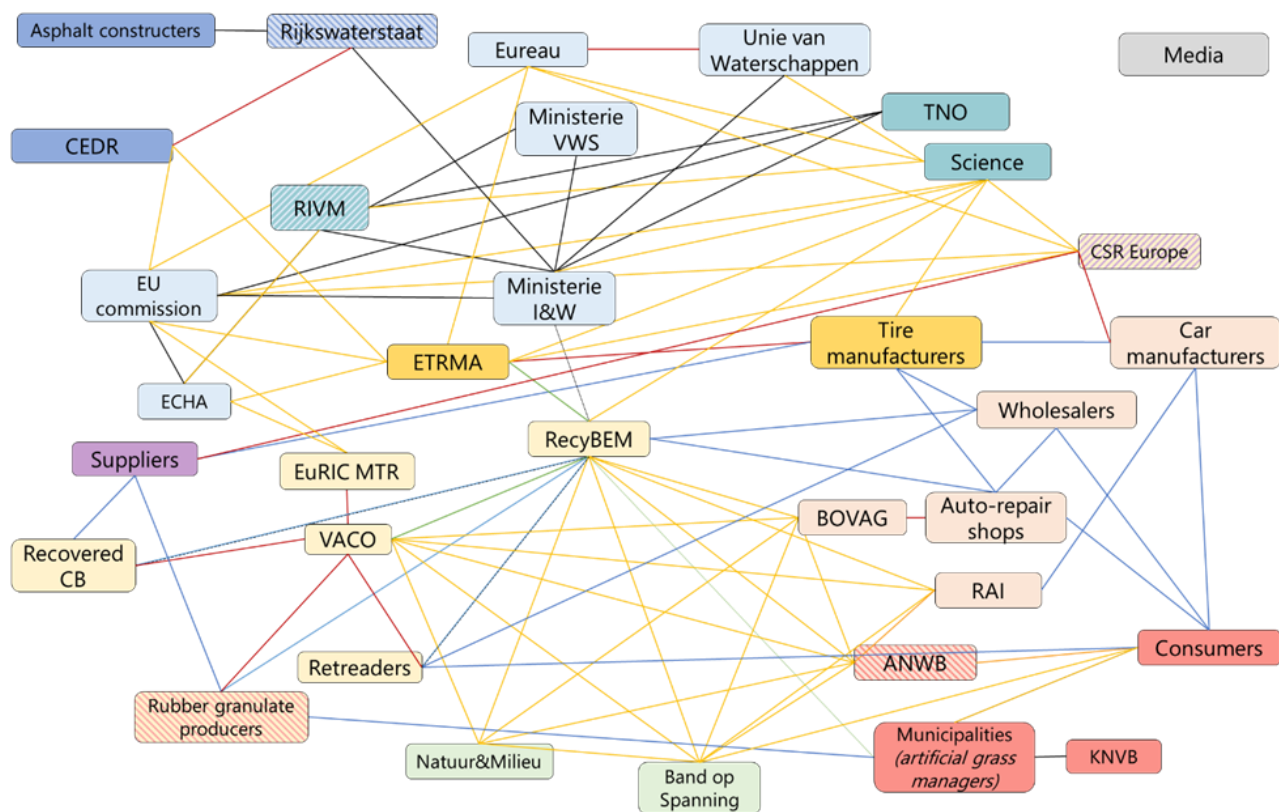 Asphalt constructers
Rijkswaterstaat
Eureau
Unie van
Waterschappen
Media
CEDR
Ministerie
VWS
TNO
Science
RIVM
CSR Europe
EU
commission
Ministerie
I&W
ETRMA
Tire
manufacturers
Car
manufacturers
ECHA
Wholesalers
Suppliers
EuRIC MTR
RecyBEM
BOVAG
Auto-repair
shops
Recovered
CB
VACO
RAI
Retreaders
ANWB
Consumers
Rubber granulate
producers
Natuur&Milieu
Band op
Spanning
Municipalities
(artificial grass
managers)
KNVB